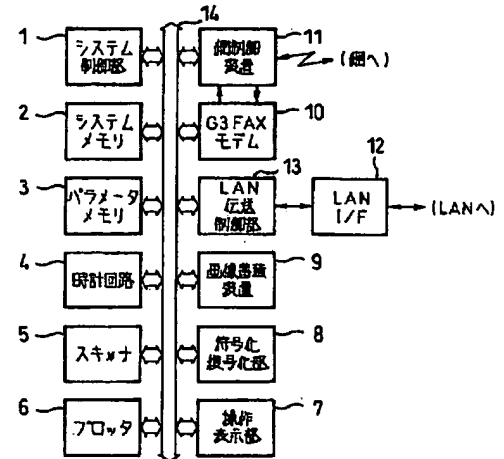 14
1
システム
制御部
11
網制御
装置
(網へ)
2
システム
メモリ
10
G3 FAX
モデム
3
パラメータ
メモリ
13
LAN
伝送
制御部
12
LAN
I/F
(LANへ)
4
時計回路
9
画像蓄積
装置
5
スキャナ
8
符号化
復号化部
6
プロッタ
7
操作
表示部